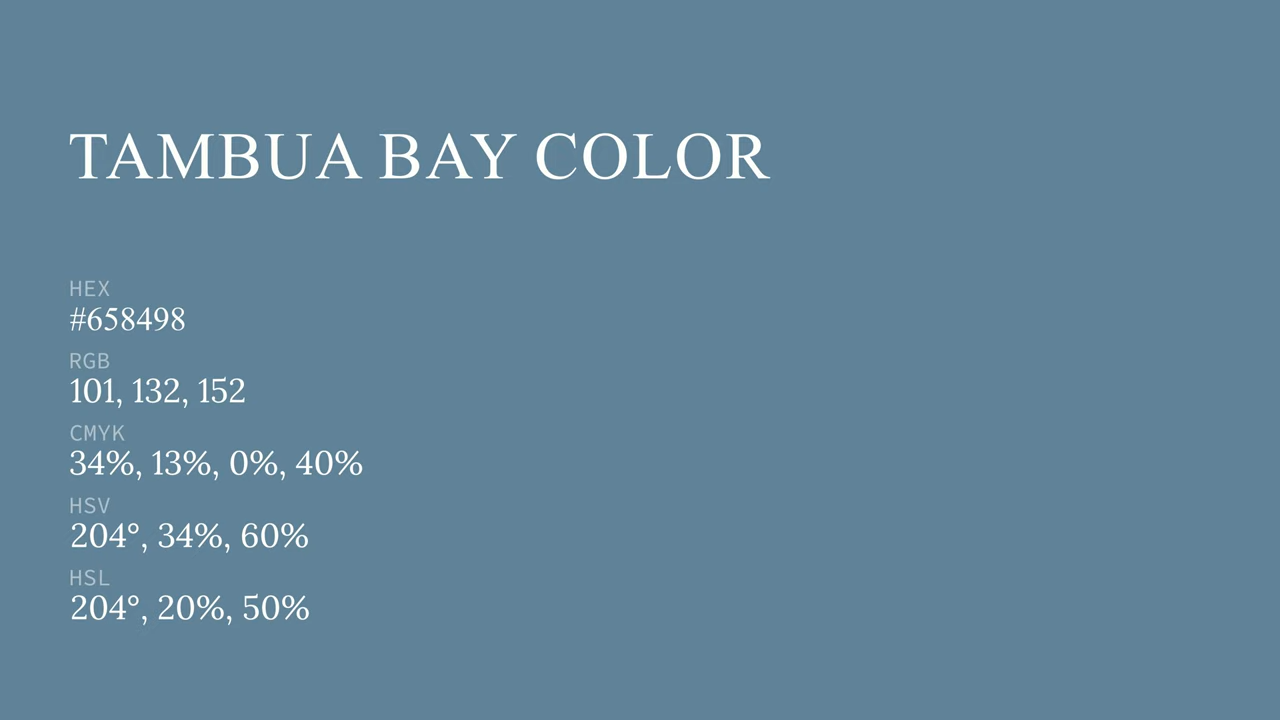 TAMBUA BAY COLOR
HEX
#658498
RGB
101, 132, 152
CMYK
34%, 13%, 0%, 40%
HSV
204°, 34%, 60%
HSL
204°, 20%, 50%